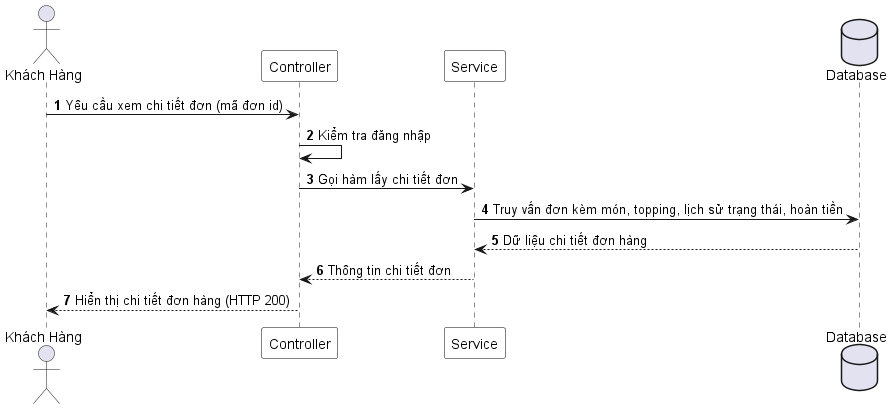 Khách Hàng
Controller
Service
Database
1 Yêu cầu xem chi tiết đơn (mã đơn id)
2 Kiểm tra đăng nhập
3 Gọi hàm lấy chi tiết đơn
4 Truy vấn đơn kèm món, topping, lịch sử trạng thái, hoàn tiền
5 Dữ liệu chi tiết đơn hàng
6 Thông tin chi tiết đơn
7 Hiển thị chi tiết đơn hàng (HTTP 200)
Khách Hàng
Controller
Service
Database